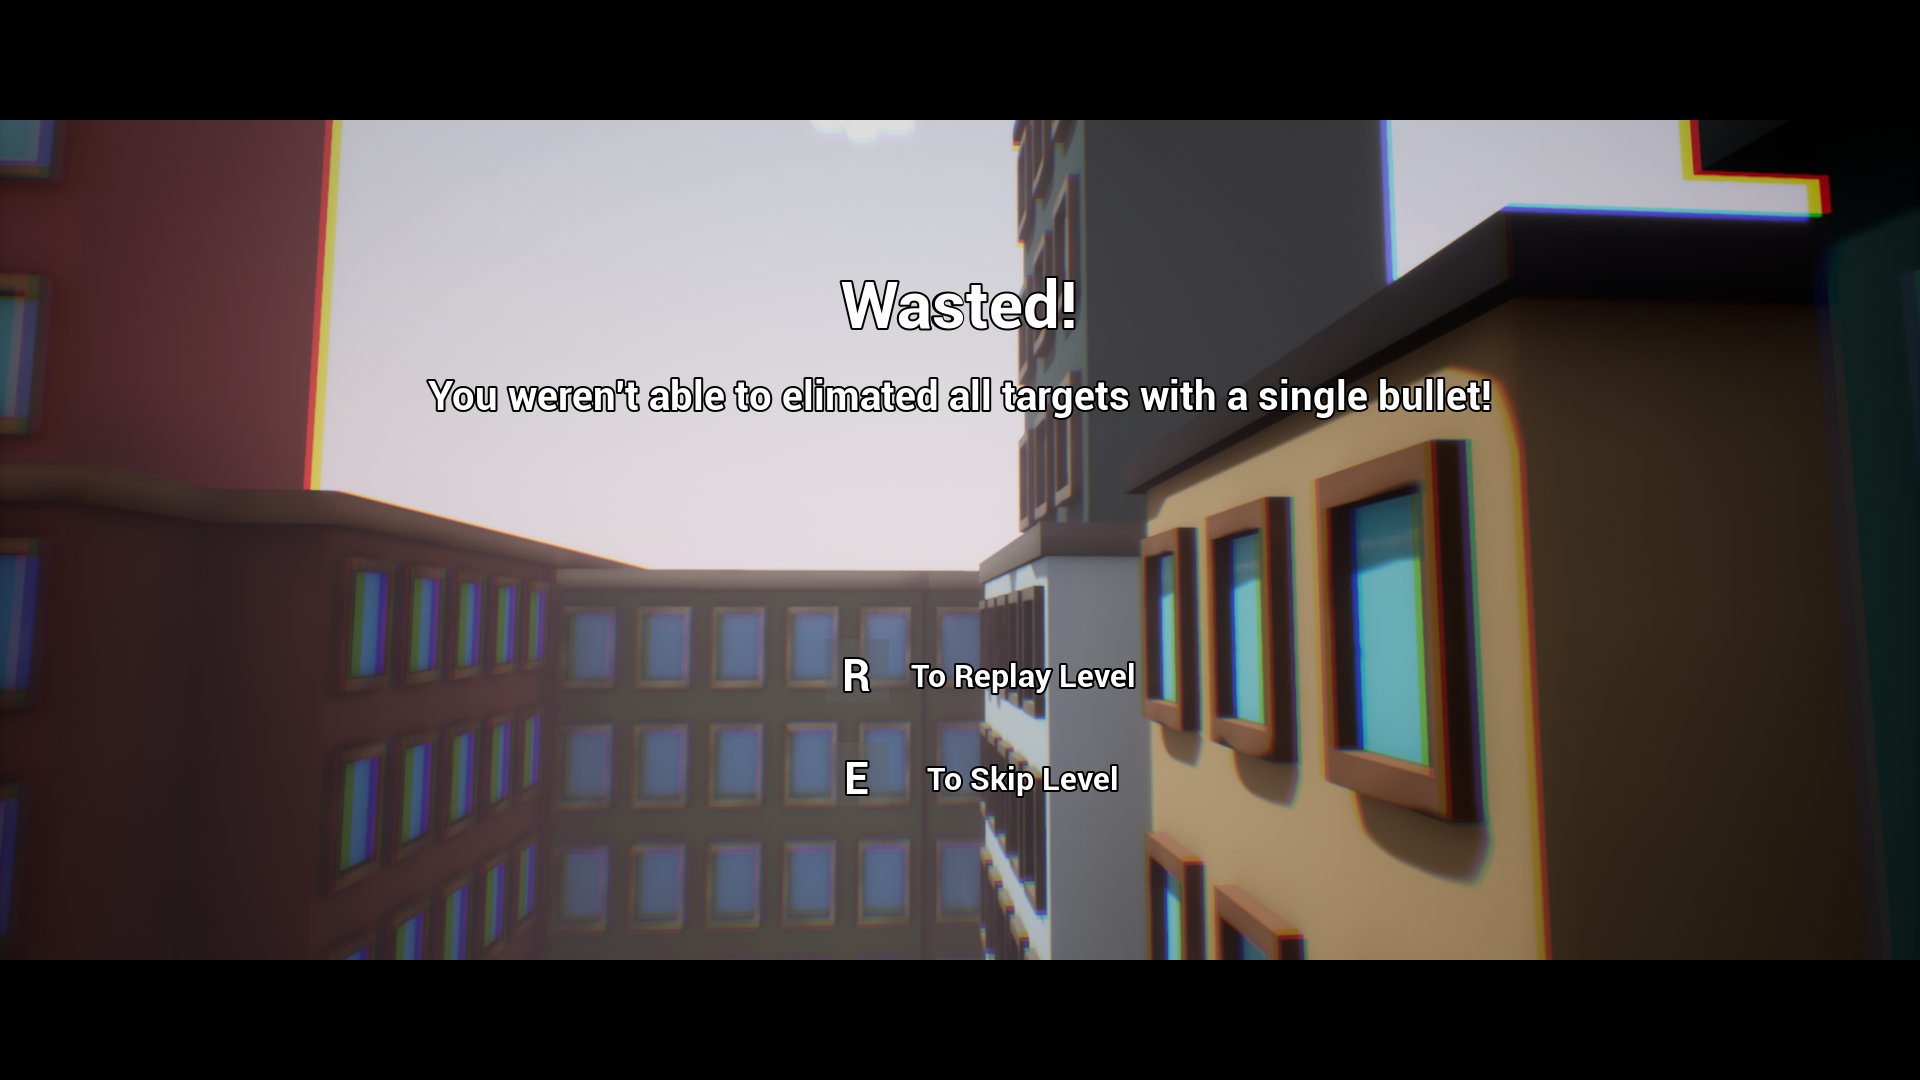 Wasted!
You weren't able to elimated all targets with a single bullet!
R To Replay Level
E To Skip Level